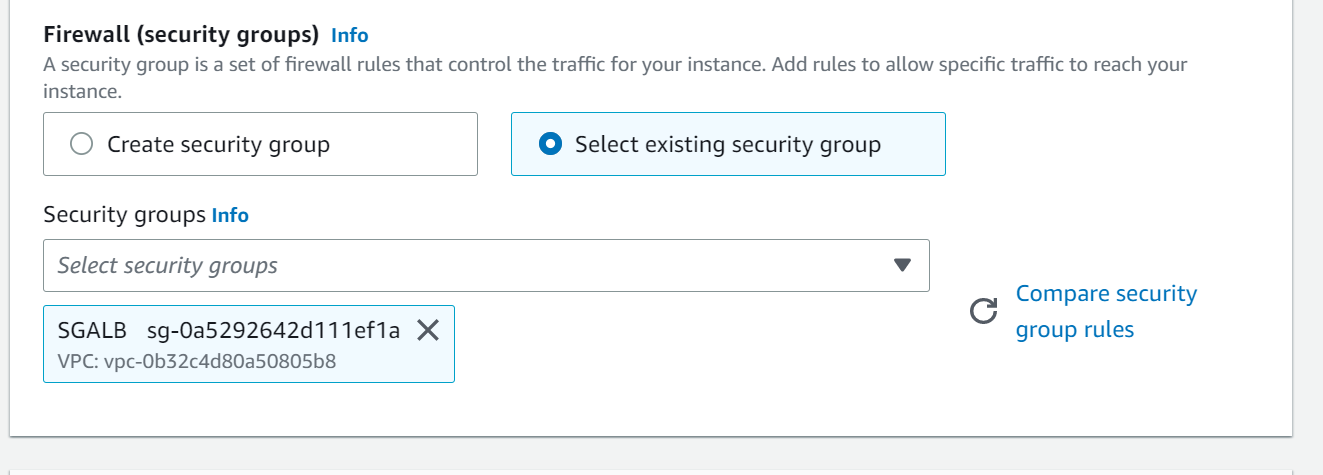 Firewall (security groups) Info
A security group is a set of firewall rules that control the traffic for your instance. Add rules to allow specific traffic to reach your
instance.
Create security group
Select existing security group
Security groups Info
Select security groups
Compare security
group rules
SGALB sg-0a5292642d111ef1a
VPC: vpc-0b32c4d80a50805b8